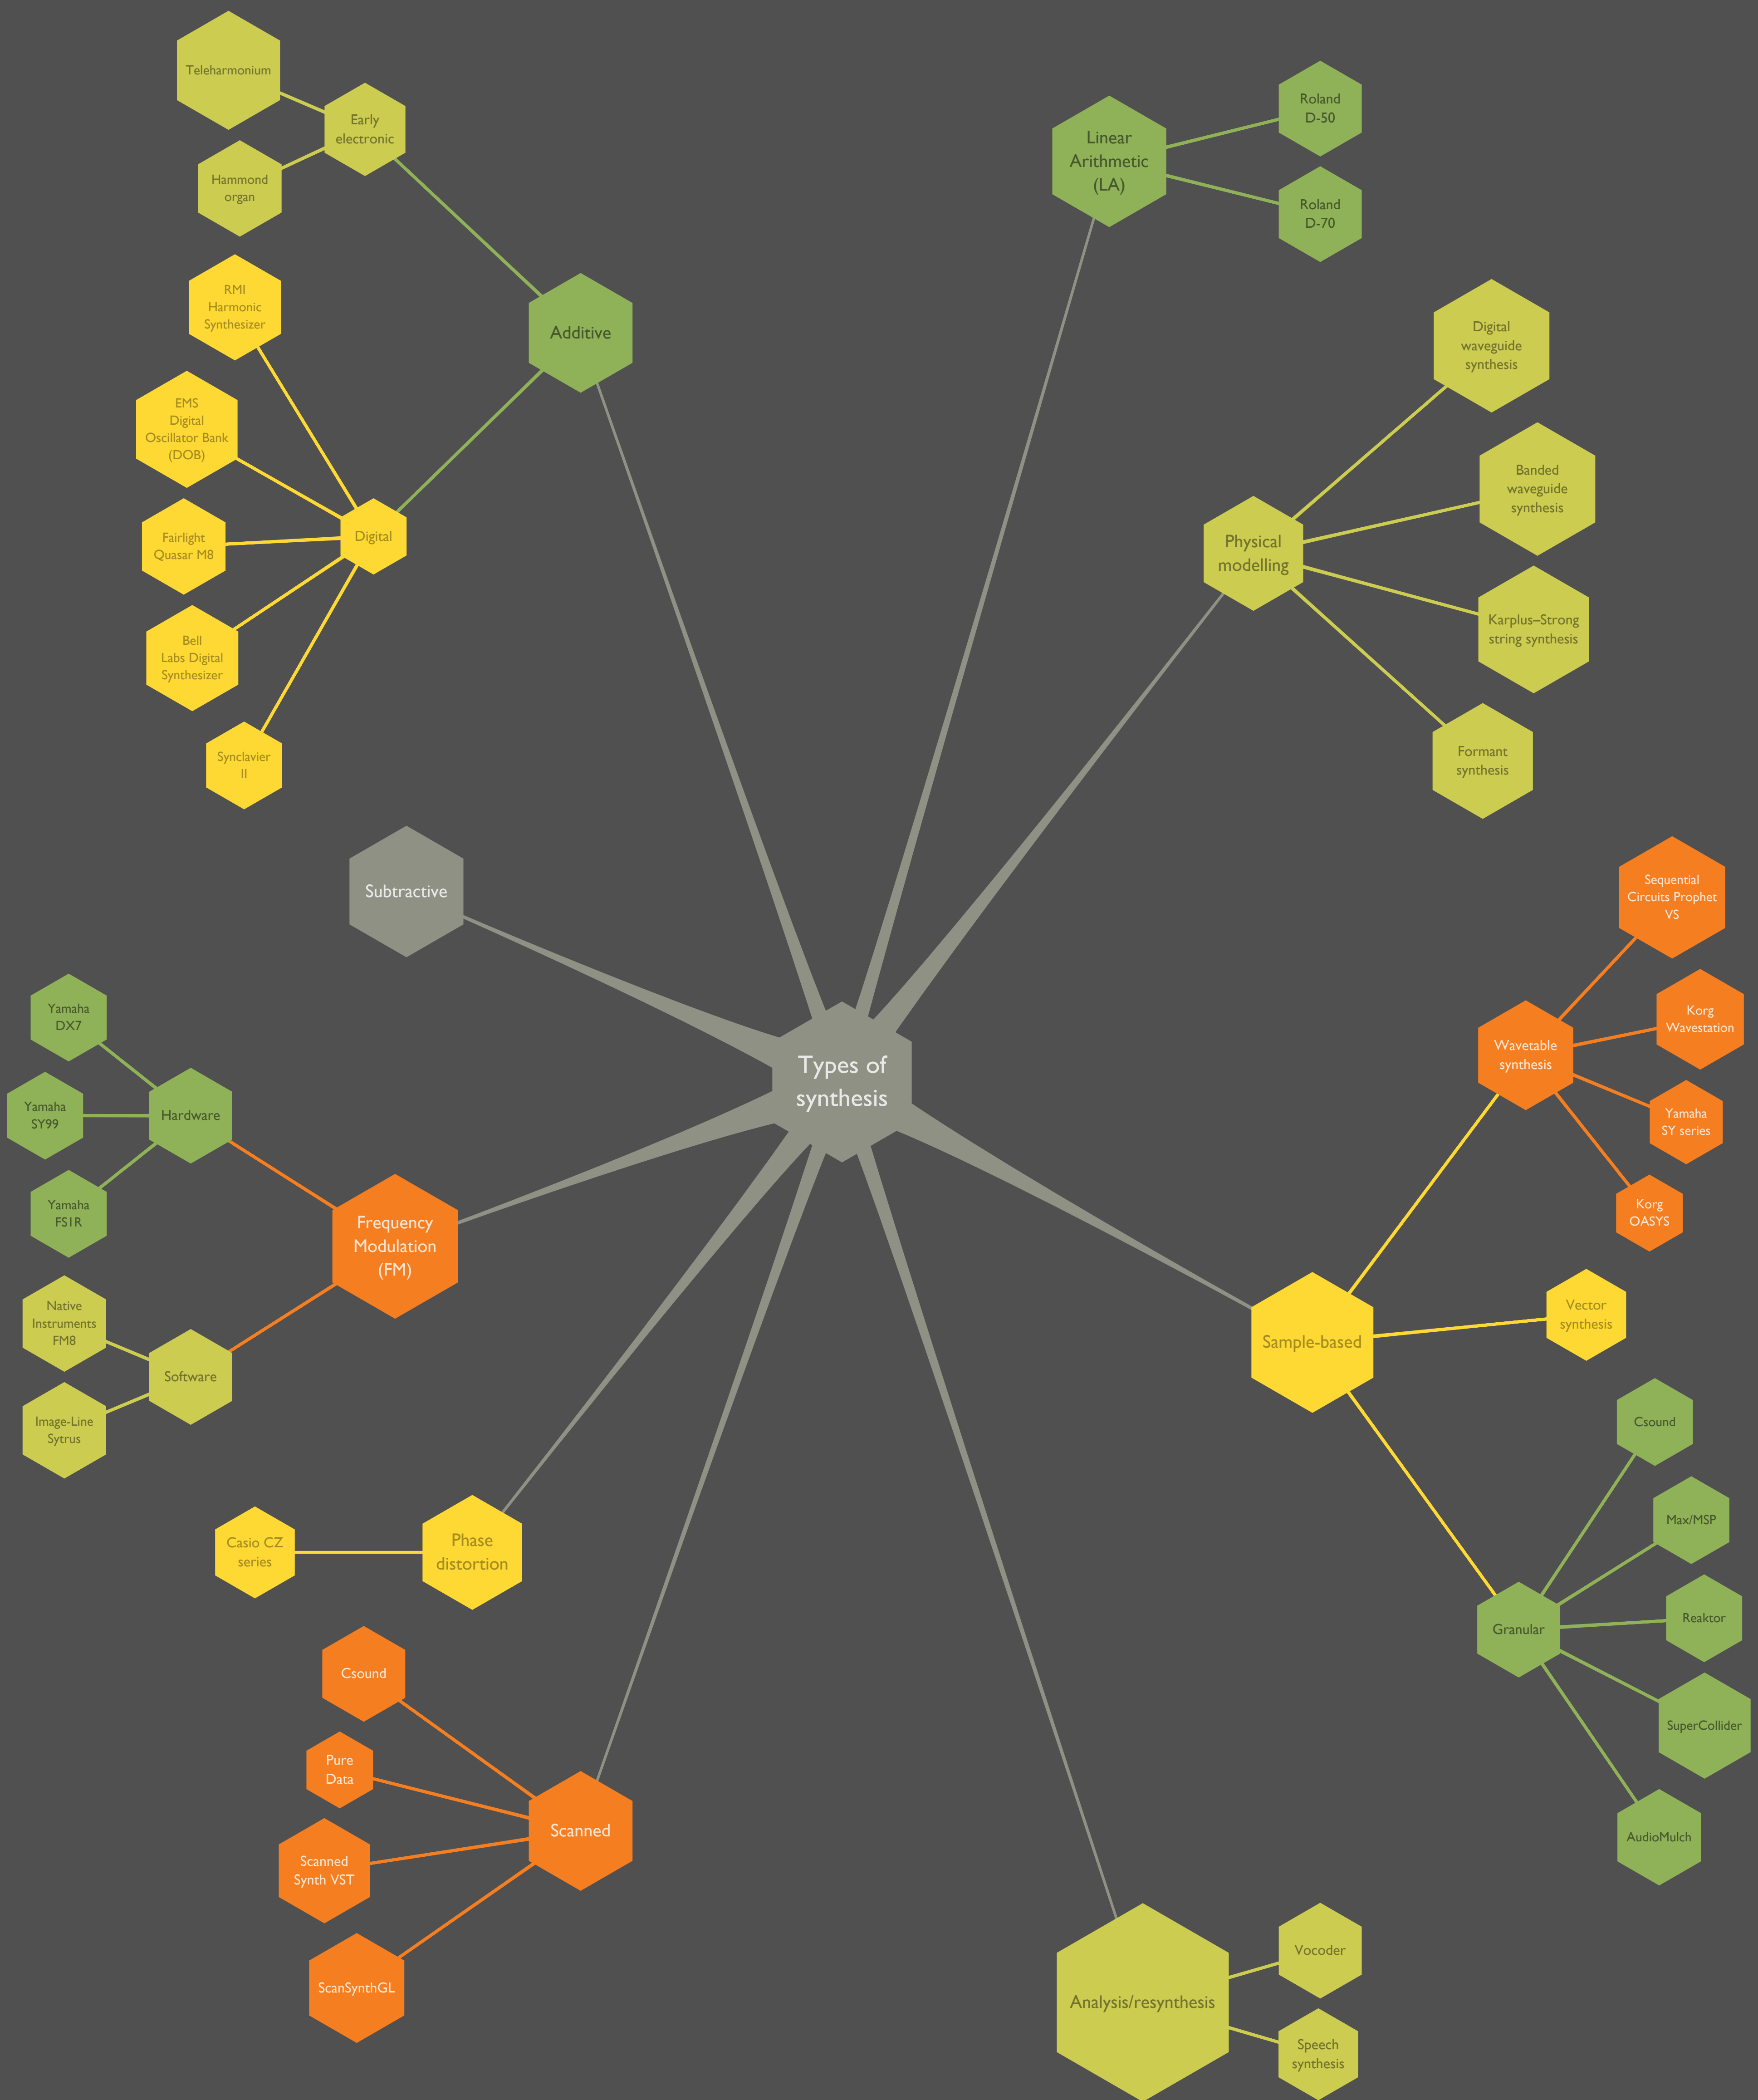 Types of
synthesis
Linear
Arithmetic
(LA)
Roland
D-50
Roland
D-70
Physical
modelling
Digital
waveguide
synthesis
Banded
waveguide
synthesis
Karplus–Strong
string synthesis
Formant
synthesis
Sample-based
Wavetable
synthesis
Sequential
Circuits Prophet
VS
Korg
Wavestation
Yamaha
SY series
Korg
OASYS
Vector
synthesis
Granular
Csound
Max/MSP
Reaktor
SuperCollider
AudioMulch
Analysis/resynthesis
Vocoder
Speech
synthesis
Additive
Early
electronic
Teleharmonium
Hammond
organ
Digital
RMI
Harmonic
Synthesizer
EMS
Digital
Oscillator Bank
(DOB)
Fairlight
Quasar M8
Bell
Labs Digital
Synthesizer
Synclavier
II
Subtractive
Frequency
Modulation
(FM)
Hardware
Yamaha
DX7
Yamaha
SY99
Yamaha
FS1R
Software
Native
Instruments
FM8
Image-Line
Sytrus
Phase
distortion
Casio CZ
series
Scanned
Csound
Pure
Data
Scanned
Synth VST
ScanSynthGL